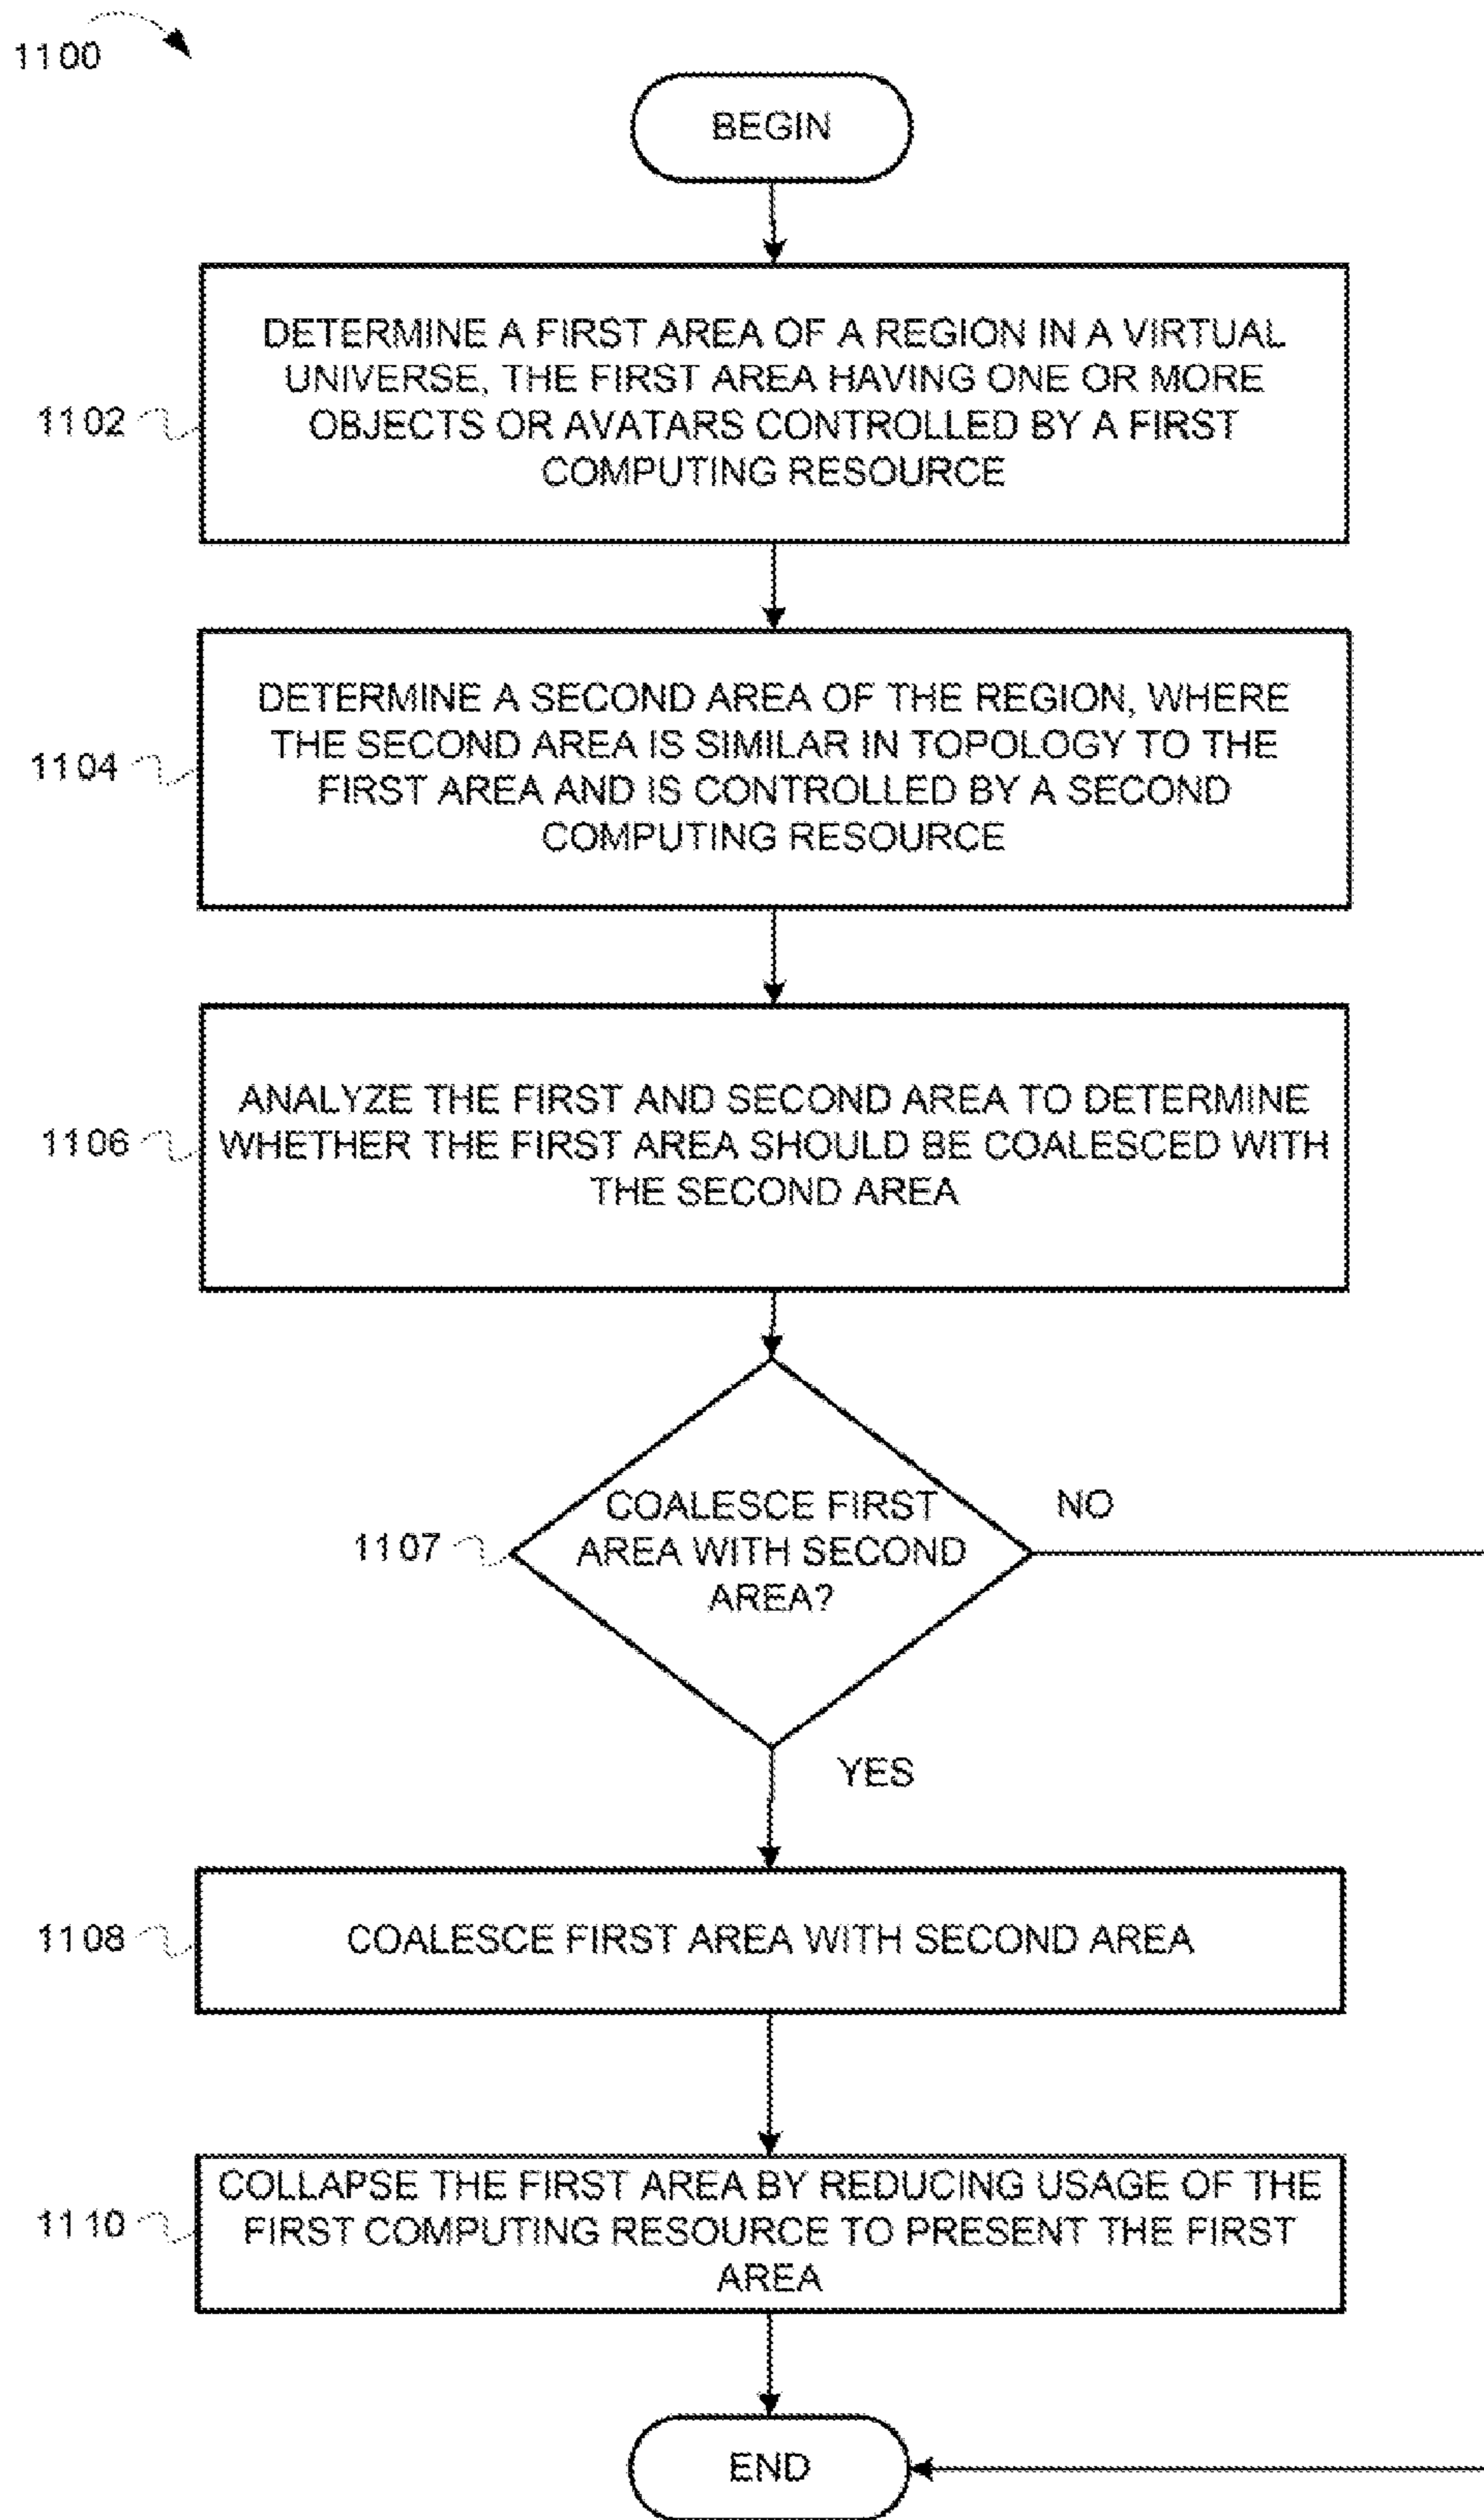 1100
BEGIN
DETERMINE A FIRST AREA OF A REGION IN A VIRTUAL
UNIVERSE, THE FIRST AREA HAVING ONE OR MORE
OBJECTS OR AVATARS CONTROLLED BY A FIRST
COMPUTING RESOURCE
1102
DETERMINE A SECOND AREA OF THE REGION, WHERE
THE SECOND AREA IS SIMILAR IN TOPOLOGY TO THE
FIRST AREA AND IS CONTROLLED BY A SECOND
COMPUTING RESOURCE
1104
ANALYZE THE FIRST AND SECOND AREA TO DETERMINE
WHETHER THE FIRST AREA SHOULD BE COALESCED WITH
THE SECOND AREA
1106
COALESCE FIRST
AREA WITH SECOND
AREA?
1107
NO
YES
1108
COALESCE FIRST AREA WITH SECOND AREA
COLLAPSE THE FIRST AREA BY REDUCING USAGE OF THE
FIRST COMPUTING RESOURCE TO PRESENT THE FIRST
AREA
1110
END